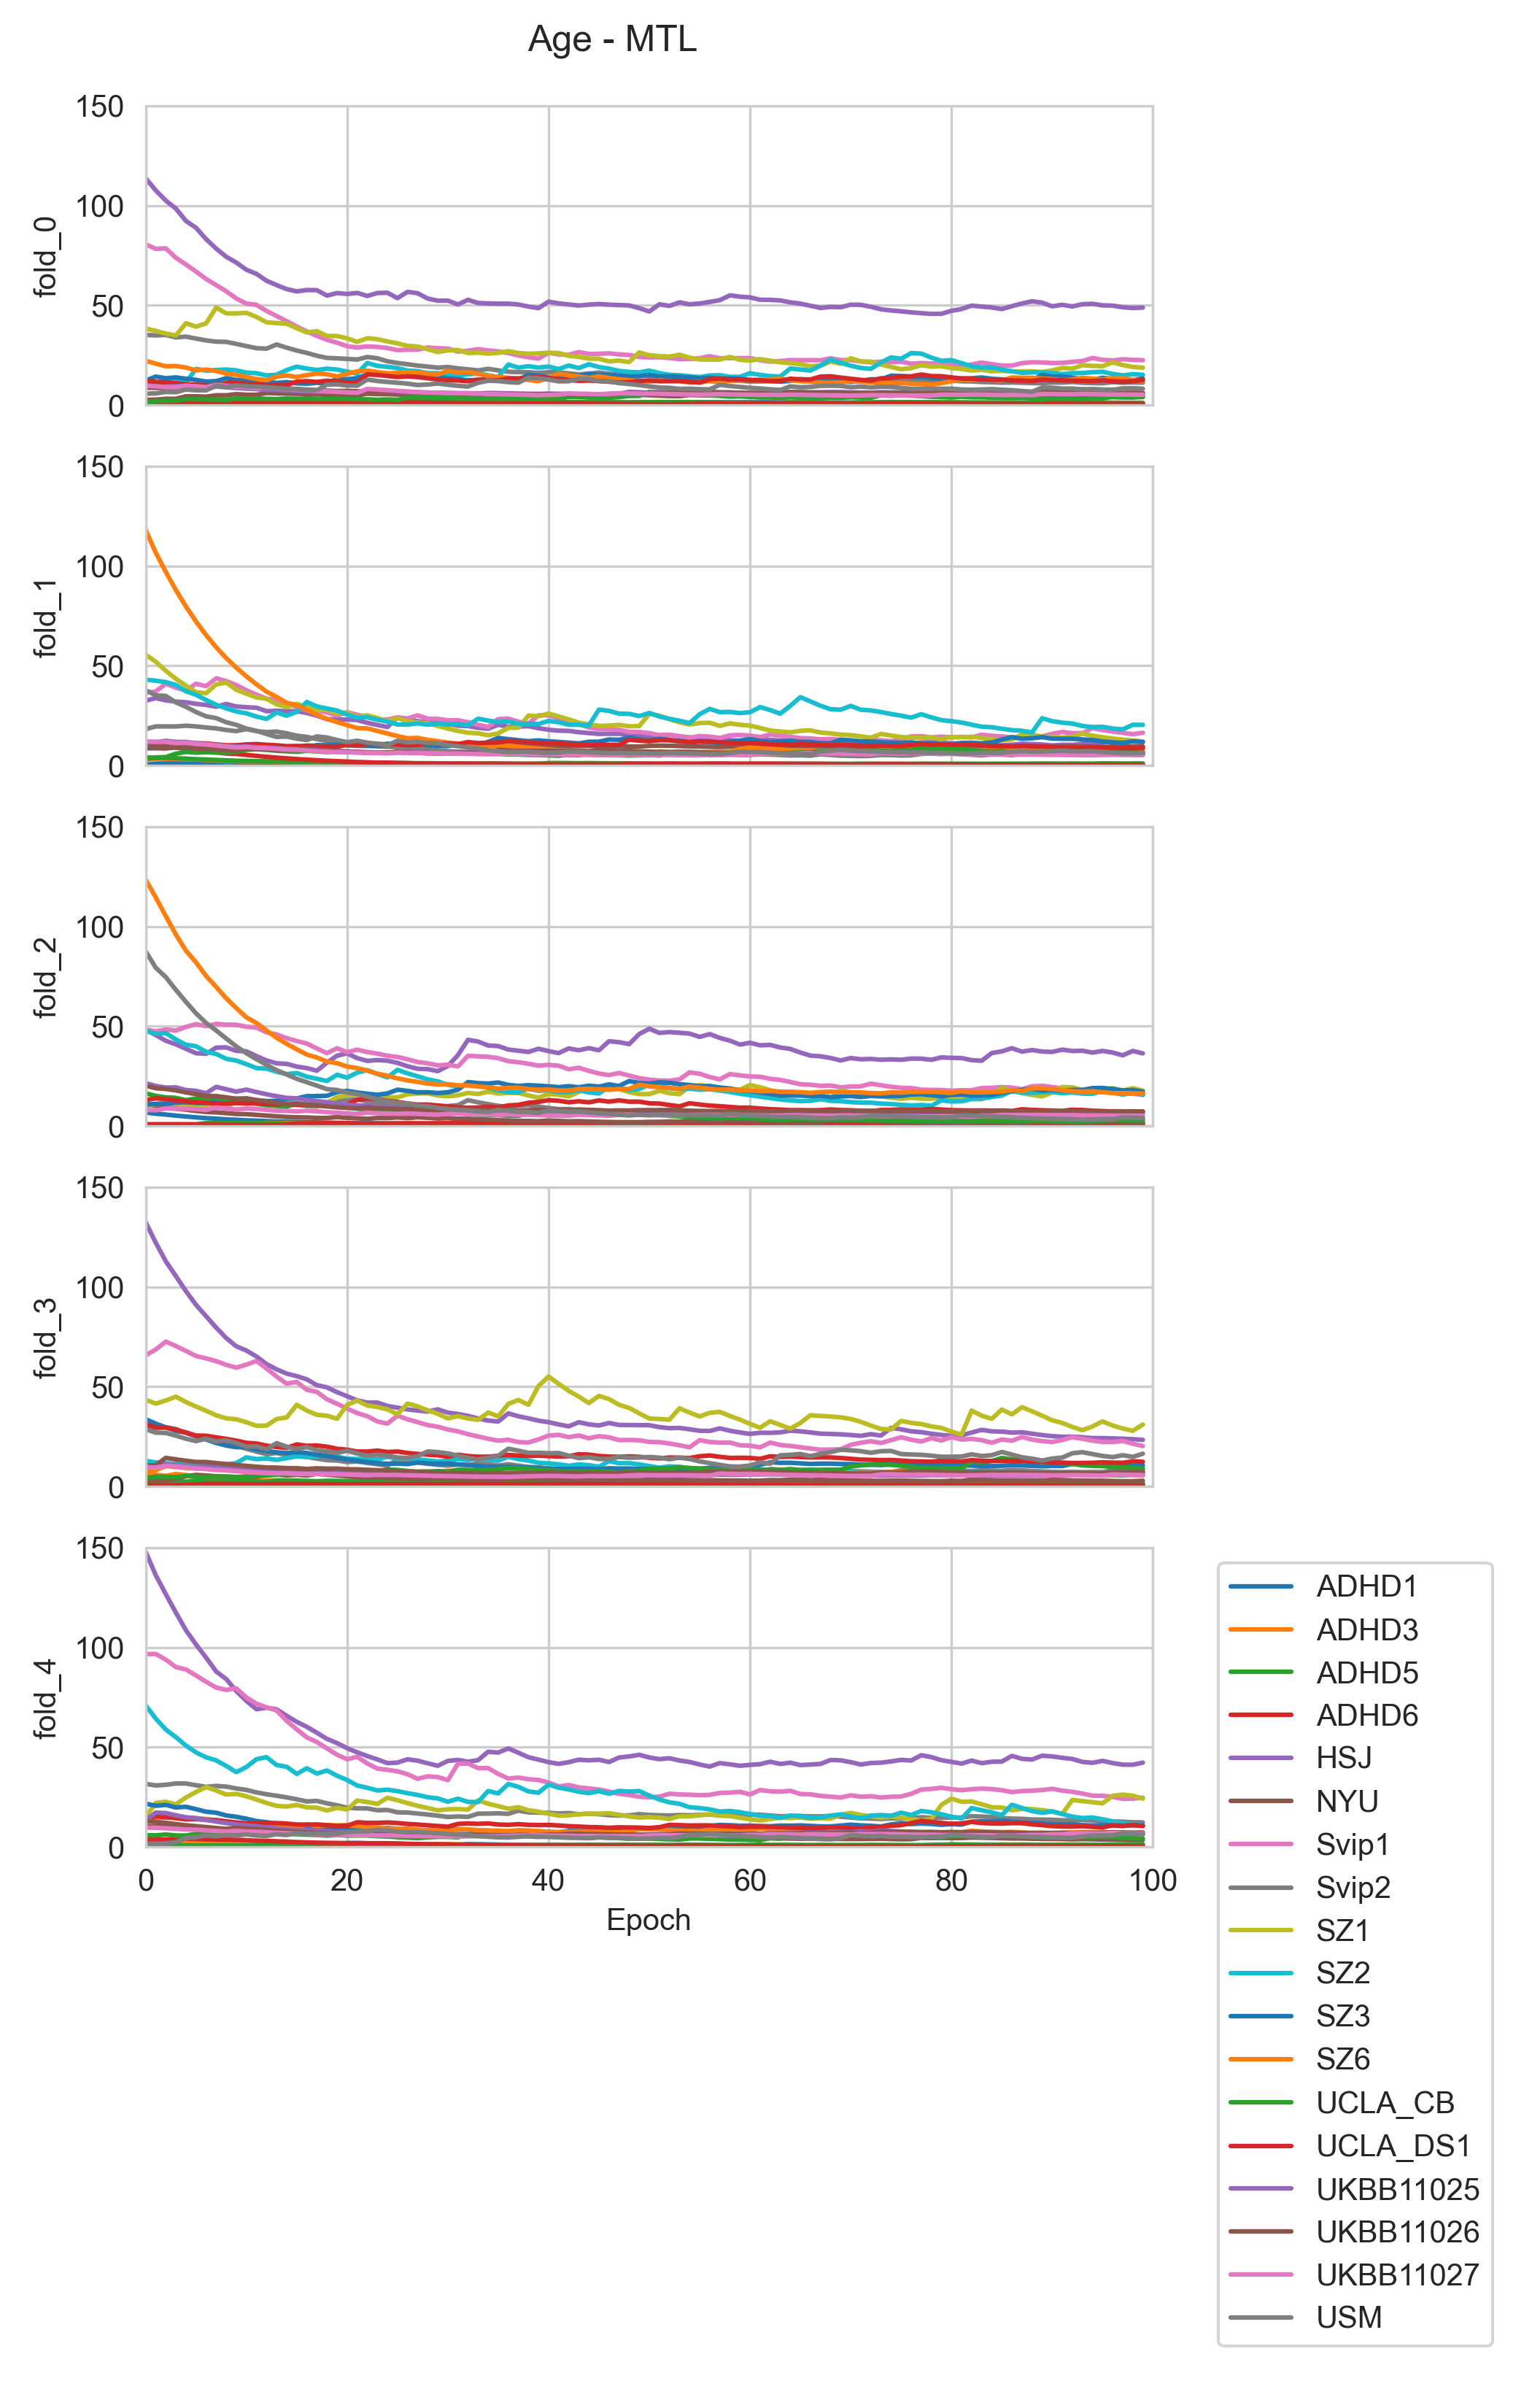 Age - MTL
150
100
50
0
fold_0
150
100
50
0
fold_1
150
100
50
0
fold_2
150
100
50
0
fold_3
150
100
50
0
fold_4
0 20 40 60 80 100
Epoch
ADHD1
ADHD3
ADHD5
ADHD6
HSJ
NYU
Svip1
Svip2
SZ1
SZ2
SZ3
SZ6
UCLA_CB
UCLA_DS1
UKBB11025
UKBB11026
UKBB11027
USM